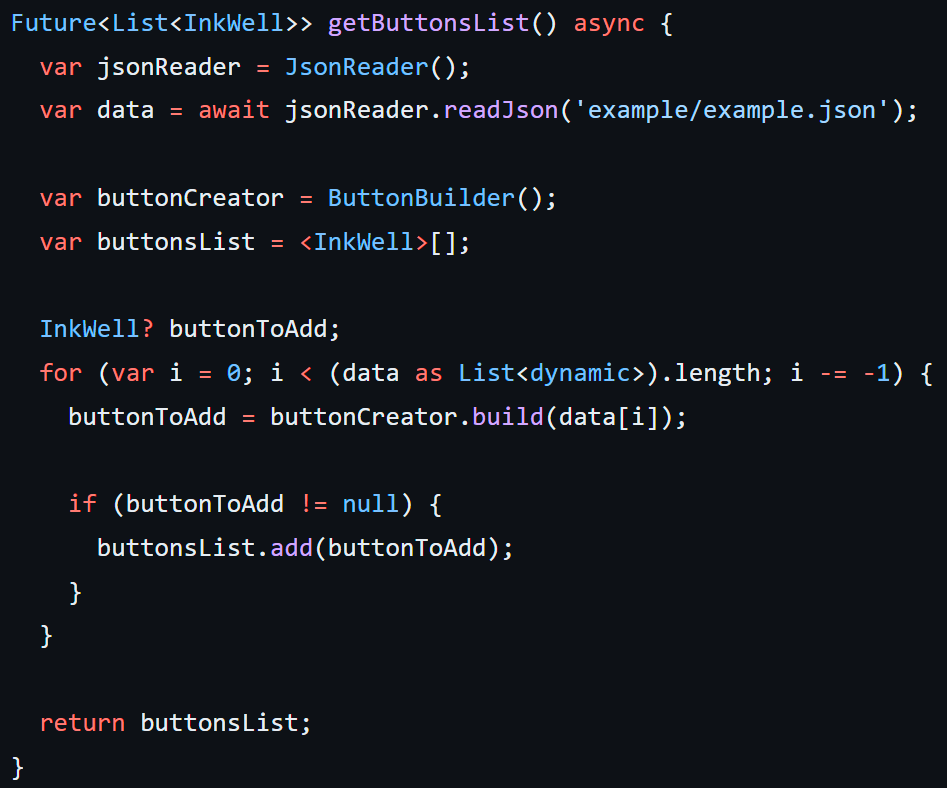 Future<List<InkWell>> getButtonsList() async {
  var jsonReader = JsonReader();
  var data = await jsonReader.readJson('example/example.json');

  var buttonCreator = ButtonBuilder();
  var buttonsList = <InkWell>[];

  InkWell? buttonToAdd;
  for (var i = 0; i < (data as List<dynamic>).length; i -= -1) {
    buttonToAdd = buttonCreator.build(data[i]);

    if (buttonToAdd != null) {
      buttonsList.add(buttonToAdd);
    }
  }

  return buttonsList;
}